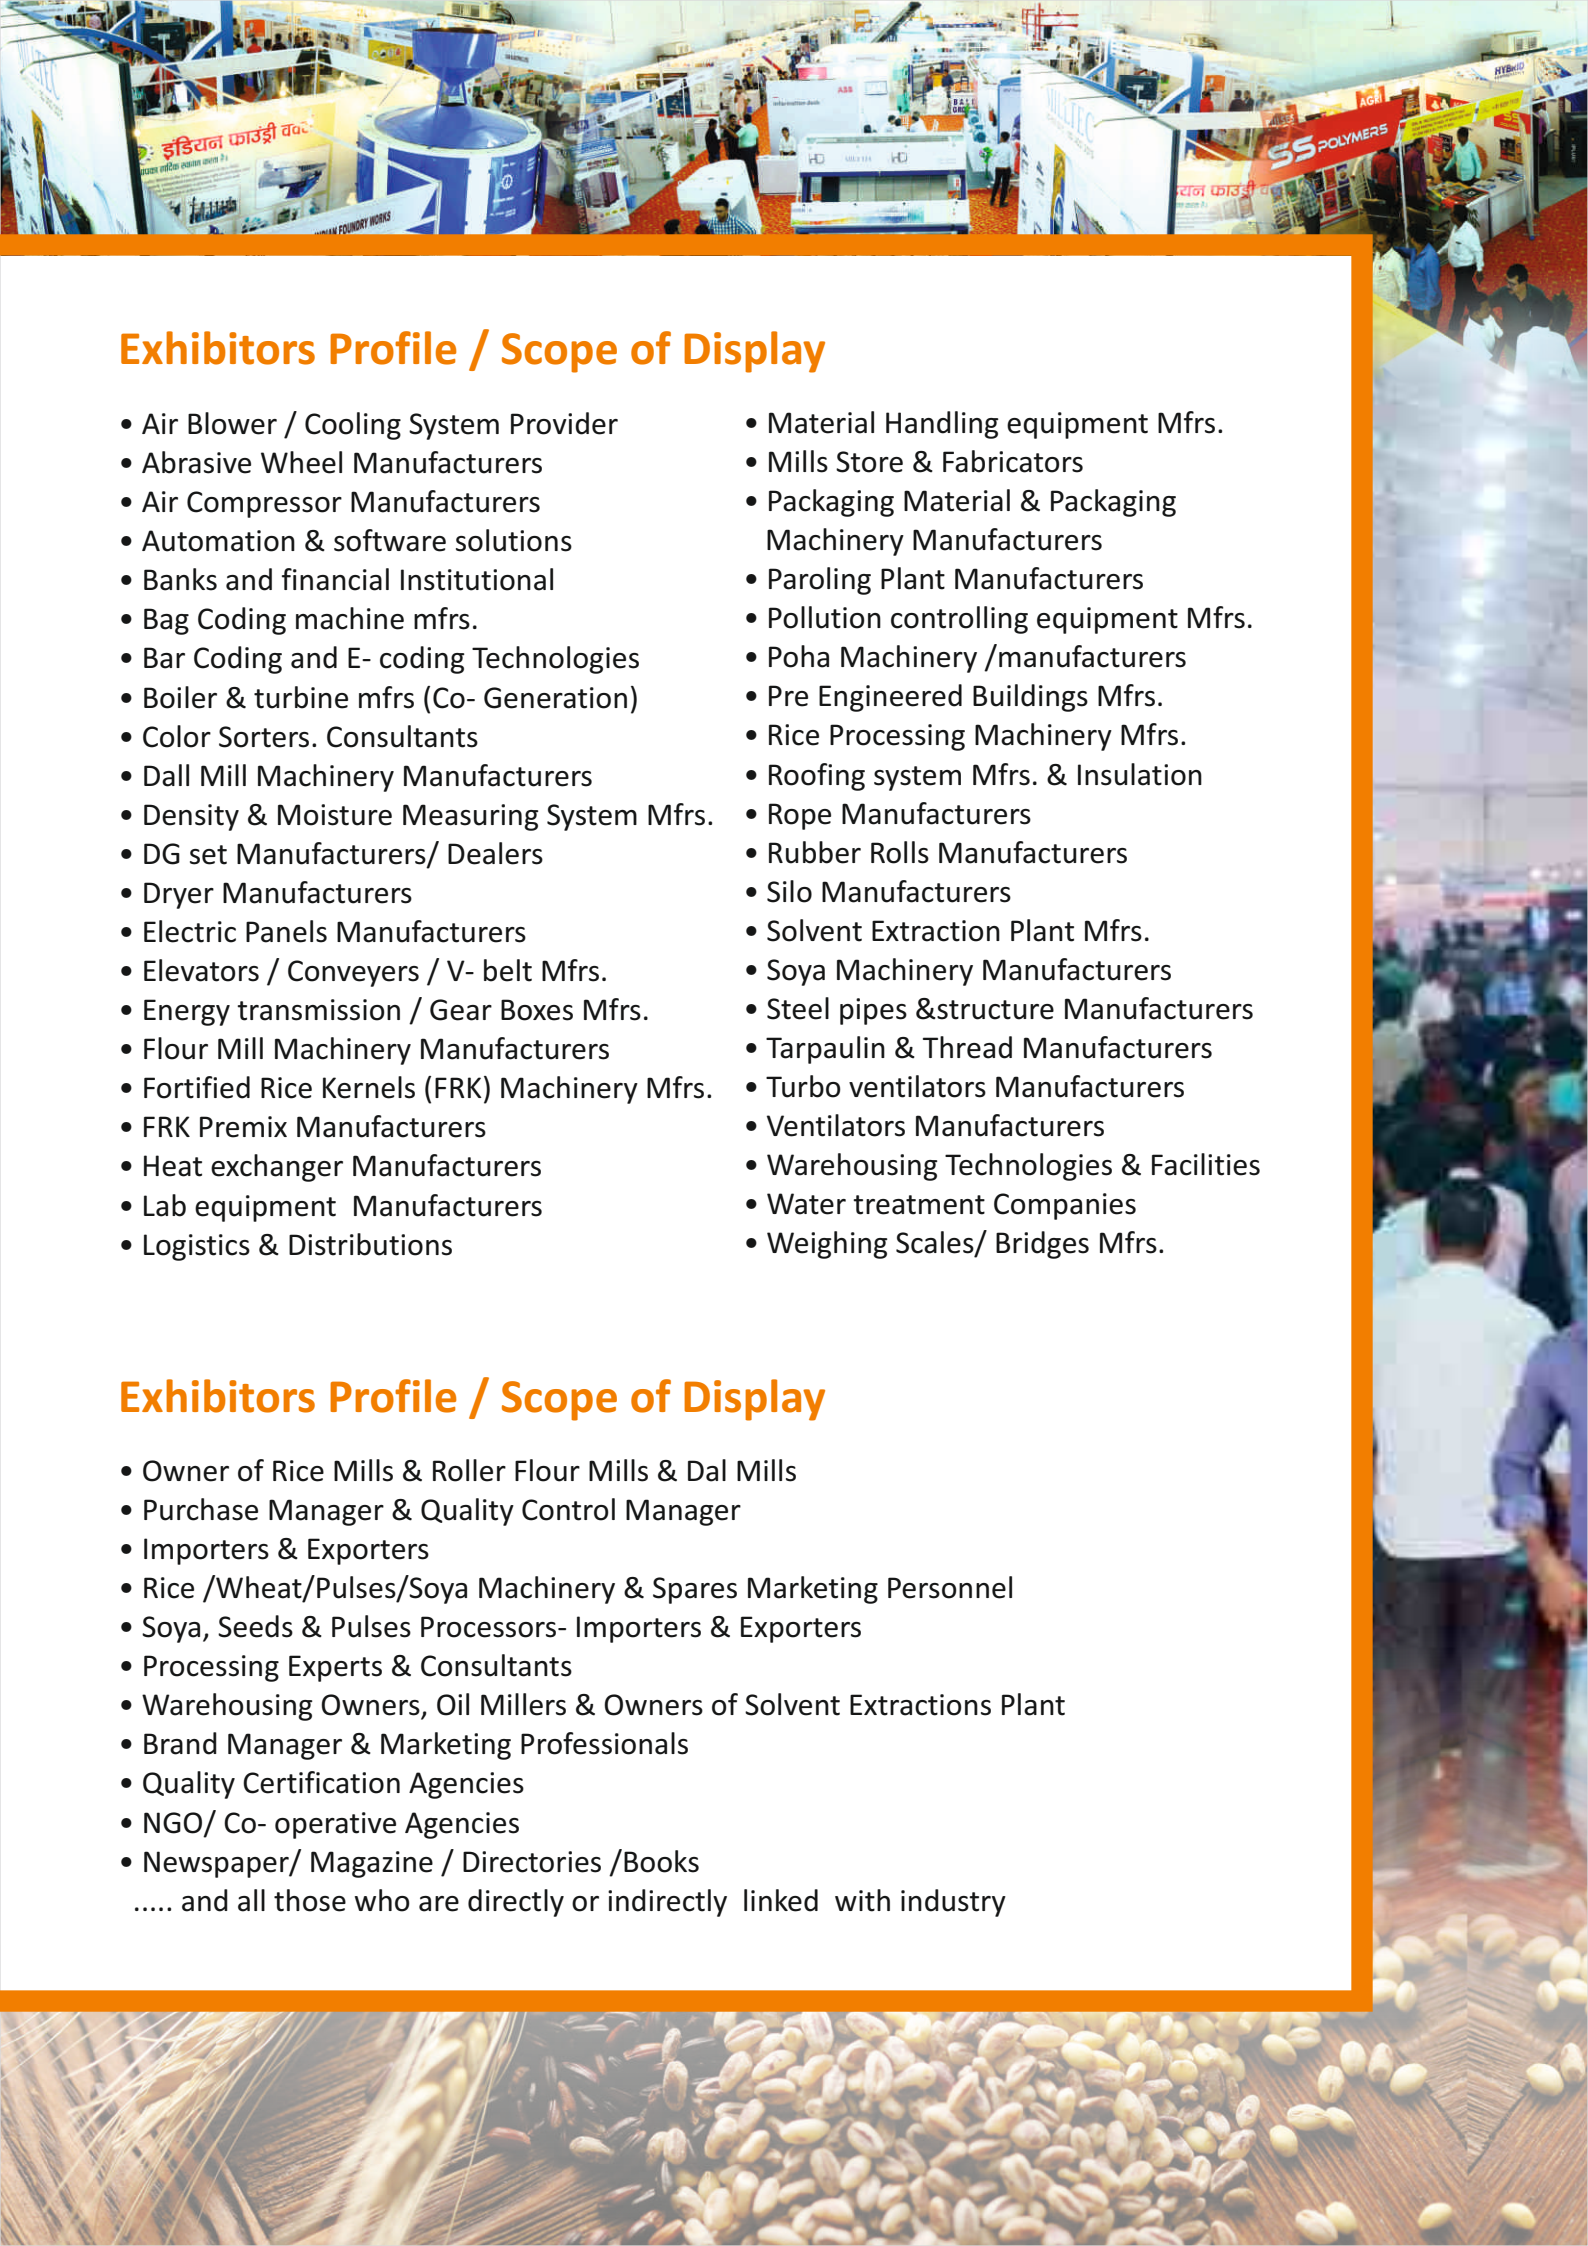 MILLTEC
इंडियन फाउंड्री वर्क्स
INDIAN FOUNDRY WORKS
information desk
ABB
MILLTEC
HYBRID
AGRI
SS POLYMERS
Exhibitors Profile / Scope of Display
• Air Blower / Cooling System Provider
• Abrasive Wheel Manufacturers
• Air Compressor Manufacturers
• Automation & software solutions
• Banks and financial Institutional
• Bag Coding machine mfrs.
• Bar Coding and E- coding Technologies
• Boiler & turbine mfrs (Co- Generation)
• Color Sorters. Consultants
• Dall Mill Machinery Manufacturers
• Density & Moisture Measuring System Mfrs.
• DG set Manufacturers/ Dealers
• Dryer Manufacturers
• Electric Panels Manufacturers
• Elevators / Conveyers / V- belt Mfrs.
• Energy transmission / Gear Boxes Mfrs.
• Flour Mill Machinery Manufacturers
• Fortified Rice Kernels (FRK) Machinery Mfrs.
• FRK Premix Manufacturers
• Heat exchanger Manufacturers
• Lab equipment  Manufacturers
• Logistics & Distributions
• Material Handling equipment Mfrs.
• Mills Store & Fabricators
• Packaging Material & Packaging
Machinery Manufacturers
• Paroling Plant Manufacturers
• Pollution controlling equipment Mfrs.
• Poha Machinery /manufacturers
• Pre Engineered Buildings Mfrs.
• Rice Processing Machinery Mfrs.
• Roofing system Mfrs. & Insulation
• Rope Manufacturers
• Rubber Rolls Manufacturers
• Silo Manufacturers
• Solvent Extraction Plant Mfrs.
• Soya Machinery Manufacturers
• Steel pipes &structure Manufacturers
• Tarpaulin & Thread Manufacturers
• Turbo ventilators Manufacturers
• Ventilators Manufacturers
• Warehousing Technologies & Facilities
• Water treatment Companies
• Weighing Scales/ Bridges Mfrs.
Exhibitors Profile / Scope of Display
• Owner of Rice Mills & Roller Flour Mills & Dal Mills
• Purchase Manager & Quality Control Manager
• Importers & Exporters
• Rice /Wheat/Pulses/Soya Machinery & Spares Marketing Personnel
• Soya, Seeds & Pulses Processors- Importers & Exporters
• Processing Experts & Consultants
• Warehousing Owners, Oil Millers & Owners of Solvent Extractions Plant
• Brand Manager & Marketing Professionals
• Quality Certification Agencies
• NGO/ Co- operative Agencies
• Newspaper/ Magazine / Directories /Books
..... and all those who are directly or indirectly  linked  with industry